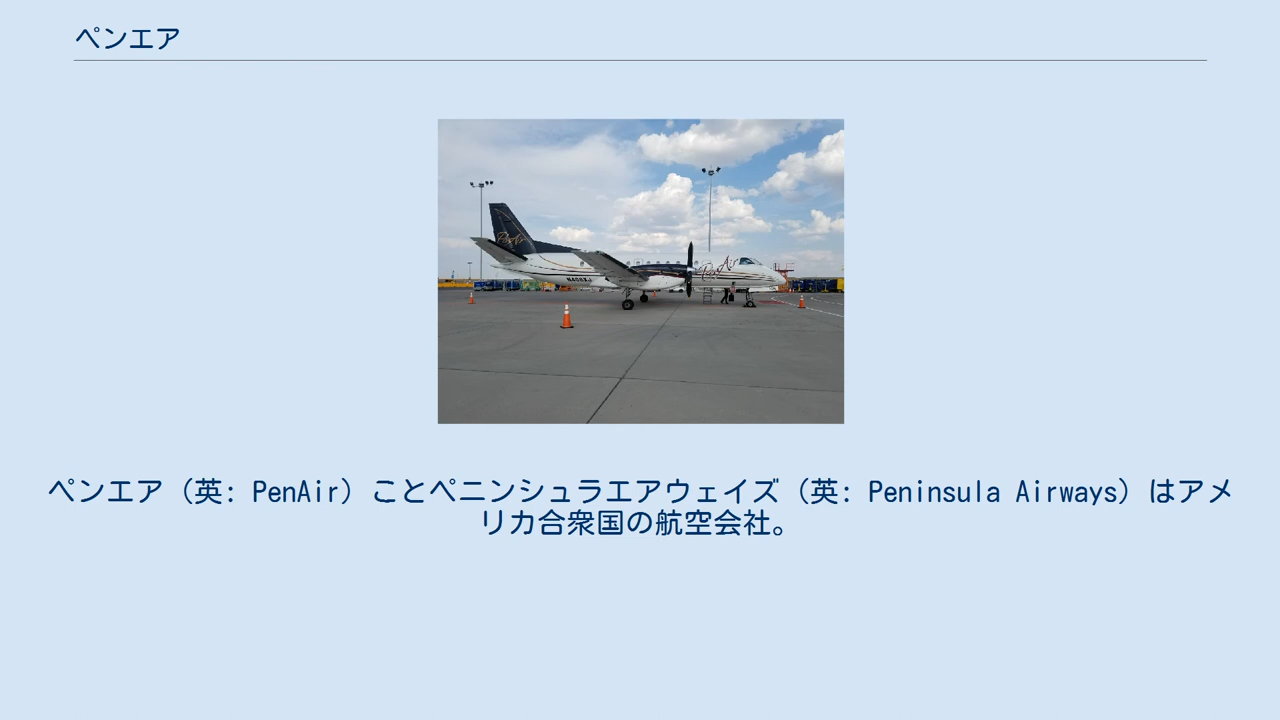 ペンエア
PenAir
PenAir
ペンエア（英: PenAir）ことペニンシュラエアウェイズ（英: Peninsula Airways）はアメ
リカ合衆国の航空会社。